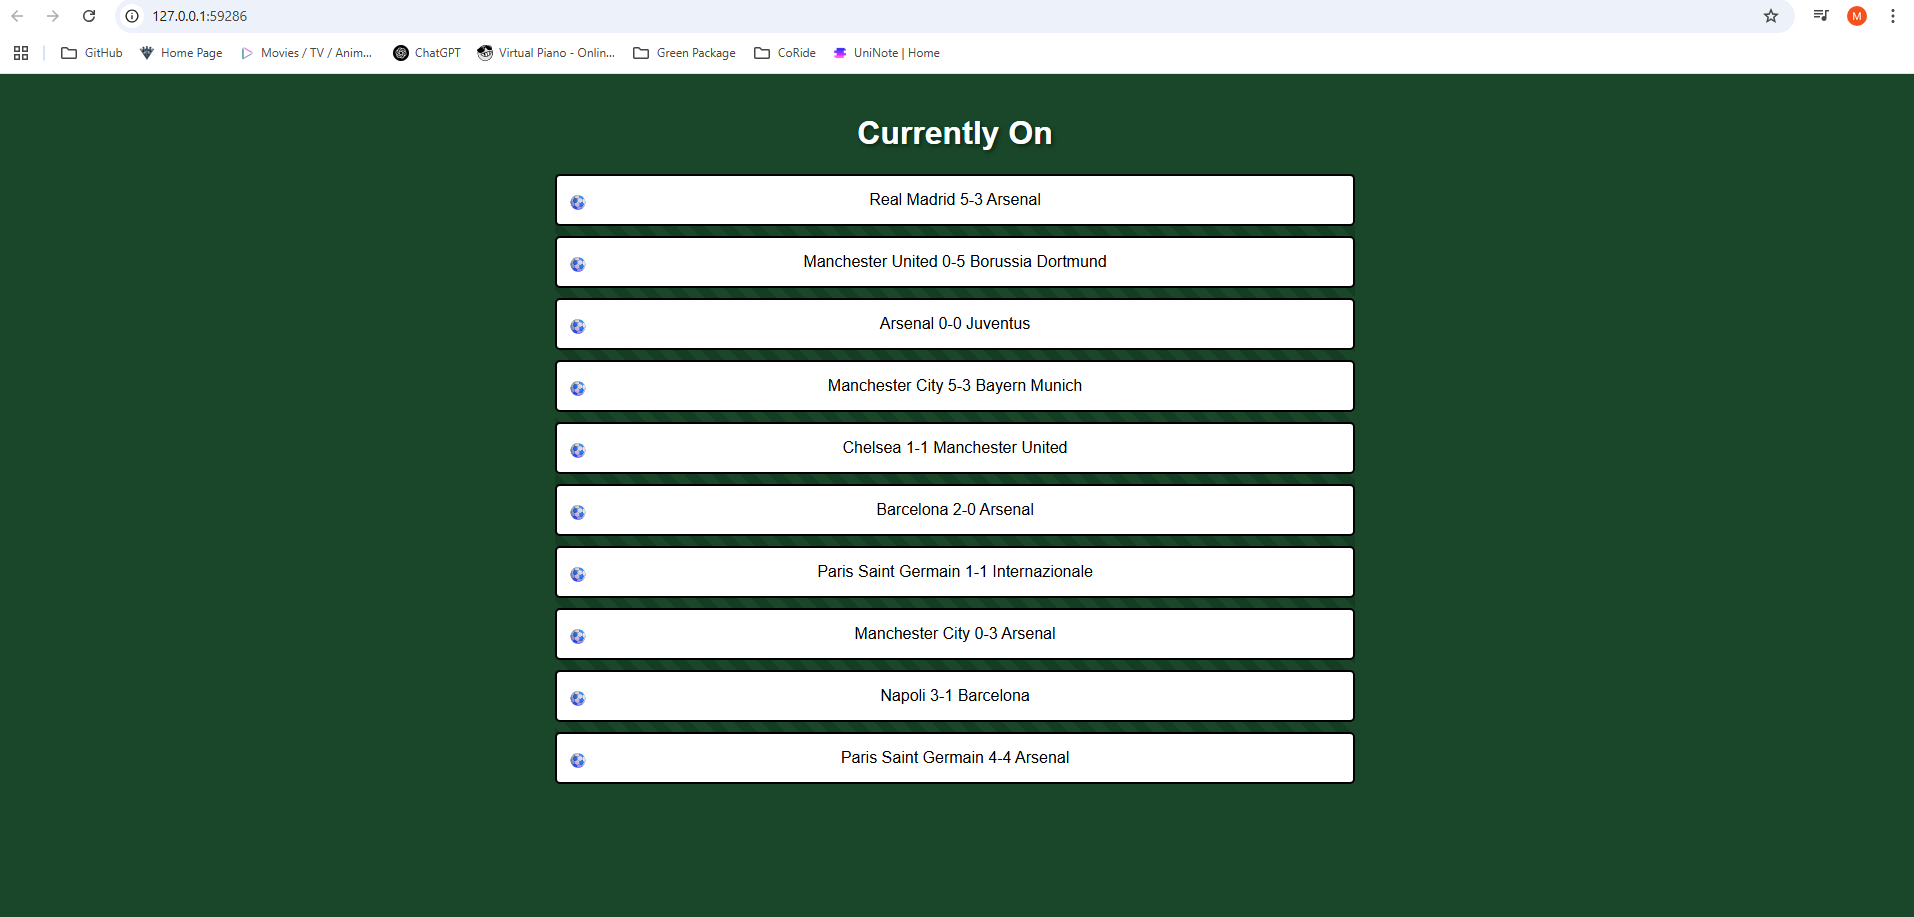 127.0.0.1:59286
M
GitHub Home Page Movies / TV / Anim... ChatGPT Virtual Piano - Onlin... Green Package CoRide UniNote | Home
Currently On
Real Madrid 5-3 Arsenal
Manchester United 0-5 Borussia Dortmund
Arsenal 0-0 Juventus
Manchester City 5-3 Bayern Munich
Chelsea 1-1 Manchester United
Barcelona 2-0 Arsenal
Paris Saint Germain 1-1 Internazionale
Manchester City 0-3 Arsenal
Napoli 3-1 Barcelona
Paris Saint Germain 4-4 Arsenal